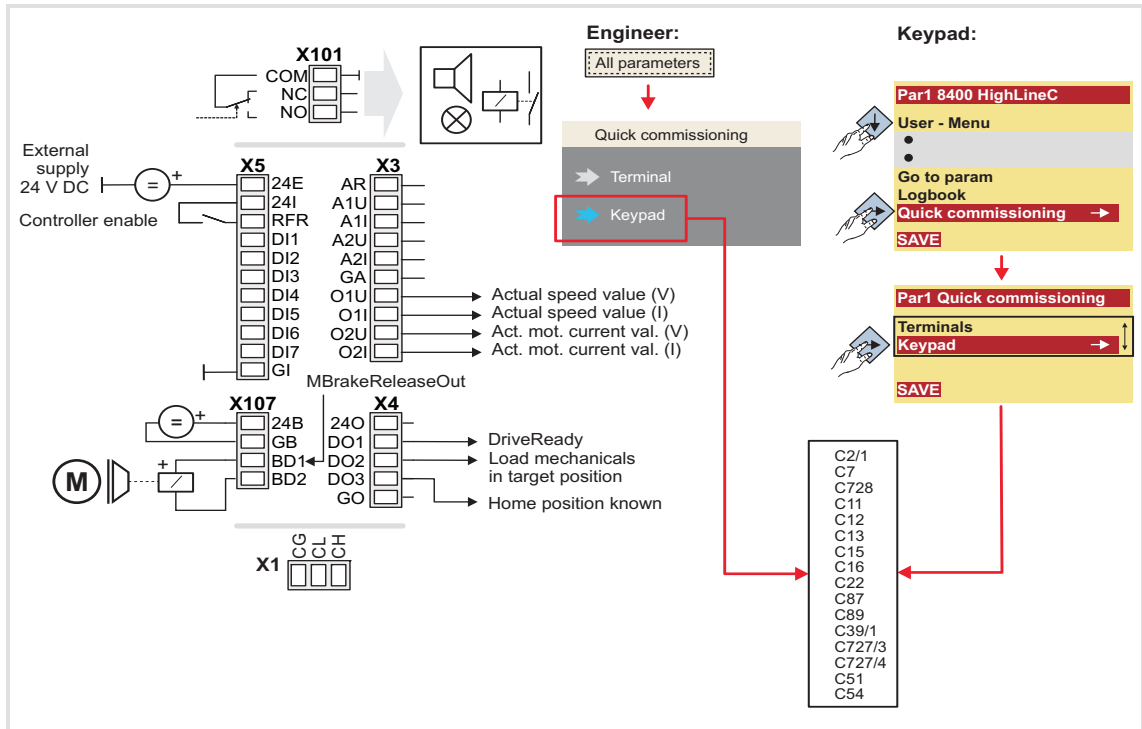 X101
COM
NC
NO
External
supply
24 V DC
=
+
Controller enable
X5
24E
24I
RFR
DI1
DI2
DI3
DI4
DI5
DI6
DI7
GI
X3
AR
A1U
A1I
A2U
A2I
GA
O1U
O1I
O2U
O2I
Actual speed value (V)
Actual speed value (I)
Act. mot. current val. (V)
Act. mot. current val. (I)
MBrakeReleaseOut
X107
=
+
24B
GB
BD1
BD2
M
+
X4
24O
DO1
DO2
DO3
GO
DriveReady
Load mechanicals
in target position
Home position known
X1
CG
CL
CH
Engineer:
All parameters
Quick commissioning
Terminal
Keypad
Keypad:
Par1 8400 HighLineC
User - Menu
Go to param
Logbook
Quick commissioning
SAVE
Par1 Quick commissioning
Terminals
Keypad
SAVE
C2/1
C7
C728
C11
C12
C13
C15
C16
C22
C87
C89
C39/1
C727/3
C727/4
C51
C54